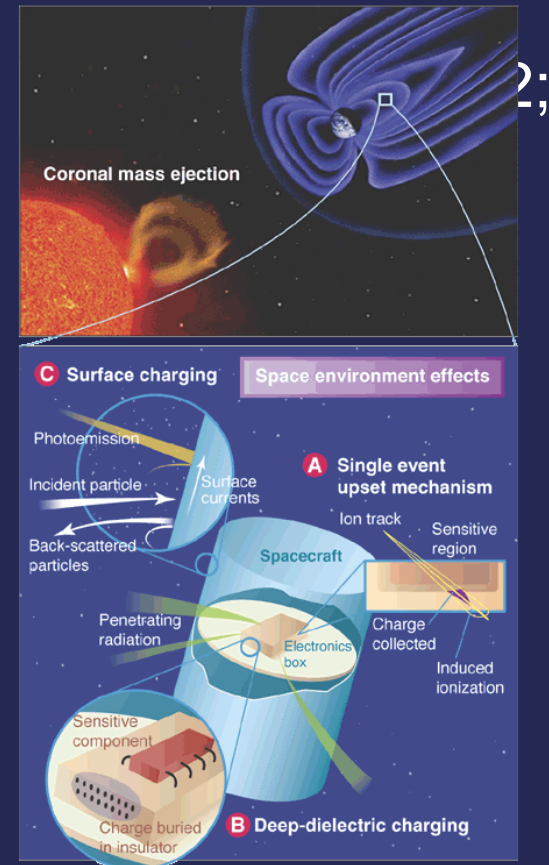 2;
Coronal mass ejection
C Surface charging
Space environment effects
Photoemission
Incident particle
Surface
currents
Back-scattered
particles
A Single event
upset mechanism
Ion track
Sensitive
region
Spacecraft
Charge
collected
Induced
ionization
Penetrating
radiation
Electronics
box
Sensitive
component
Charge buried
in insulator
B Deep-dielectric charging